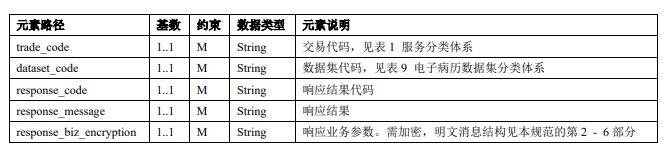 元素路径 基数 约束 数据类型 元素说明
trade_code 1..1 M String 交易代码，见表 1 服务分类体系
dataset_code 1..1 M String 数据集代码，见表 9 电子病历数据集分类体系
response_code 1..1 M String 响应结果代码
response_message 1..1 M String 响应结果
response_biz_encryption 1..1 M String 响应业务参数。需加密，明文消息结构见本规范的第 2 - 6 部分